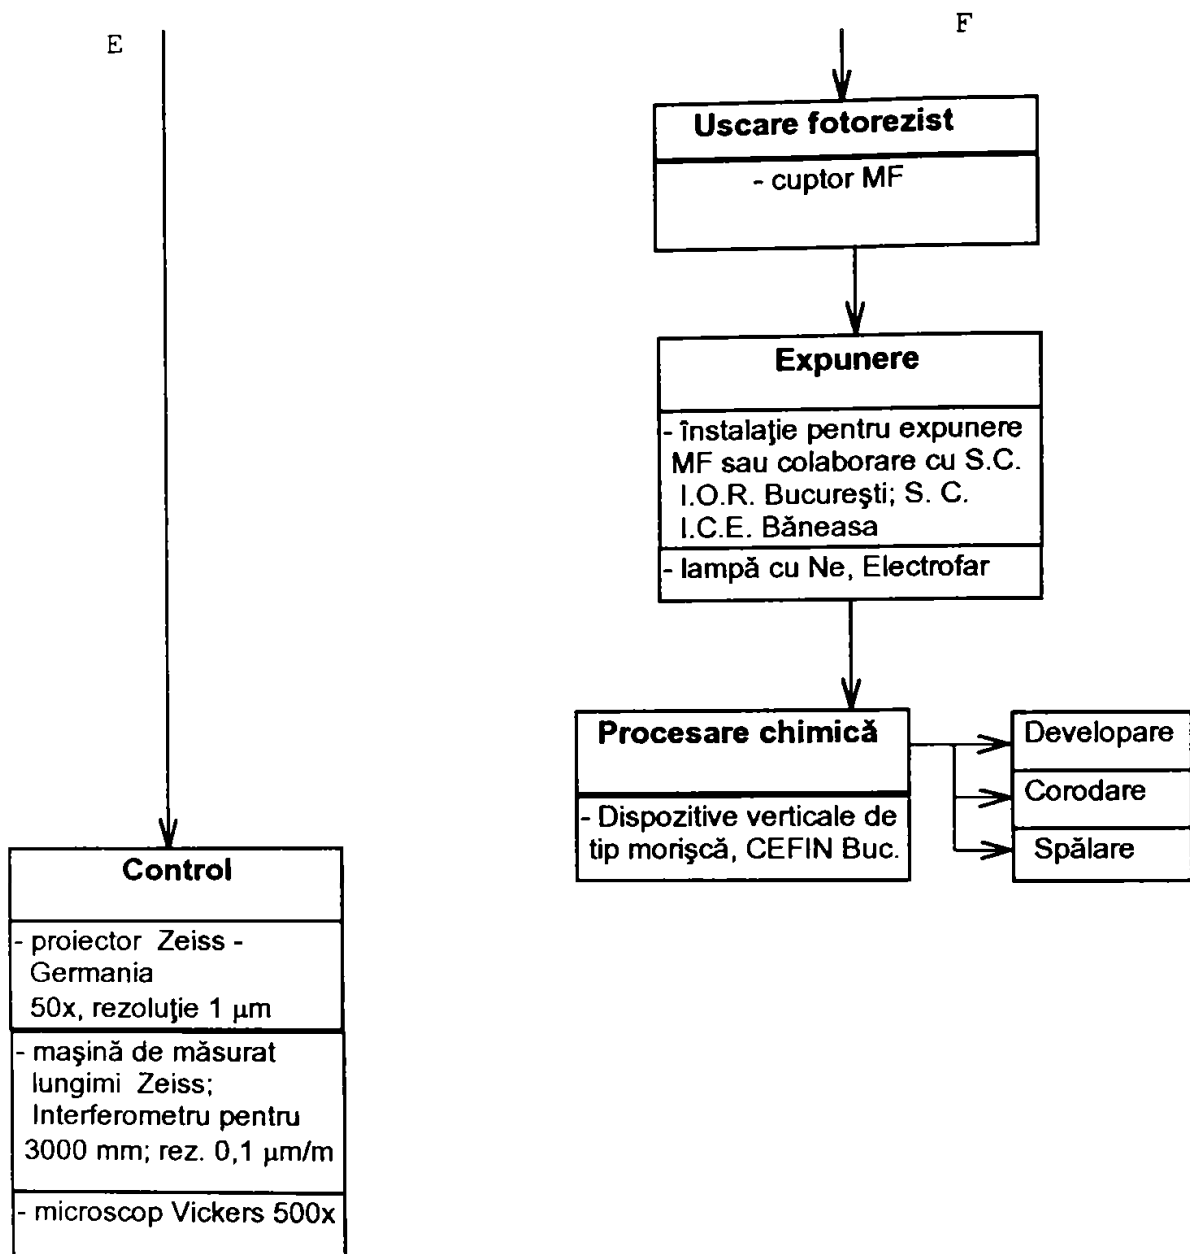 E
F
Uscare fotorezist
- cuptor MF
Expunere
- înstalaţie pentru expunere
MF sau colaborare cu S.C.
I.O.R. Bucureşti; S. C.
I.C.E. Băneasa
- lampă cu Ne, Electrofar
Procesare chimică
- Dispozitive verticale de
tip morişcă, CEFIN Buc.
Developare
Corodare
Spălare
Control
- proiector Zeiss -
Germania
50x, rezoluţie 1 μm
- maşină de măsurat
lungimi Zeiss;
Interferometru pentru
3000 mm; rez. 0,1 μm/m
- microscop Vickers 500x